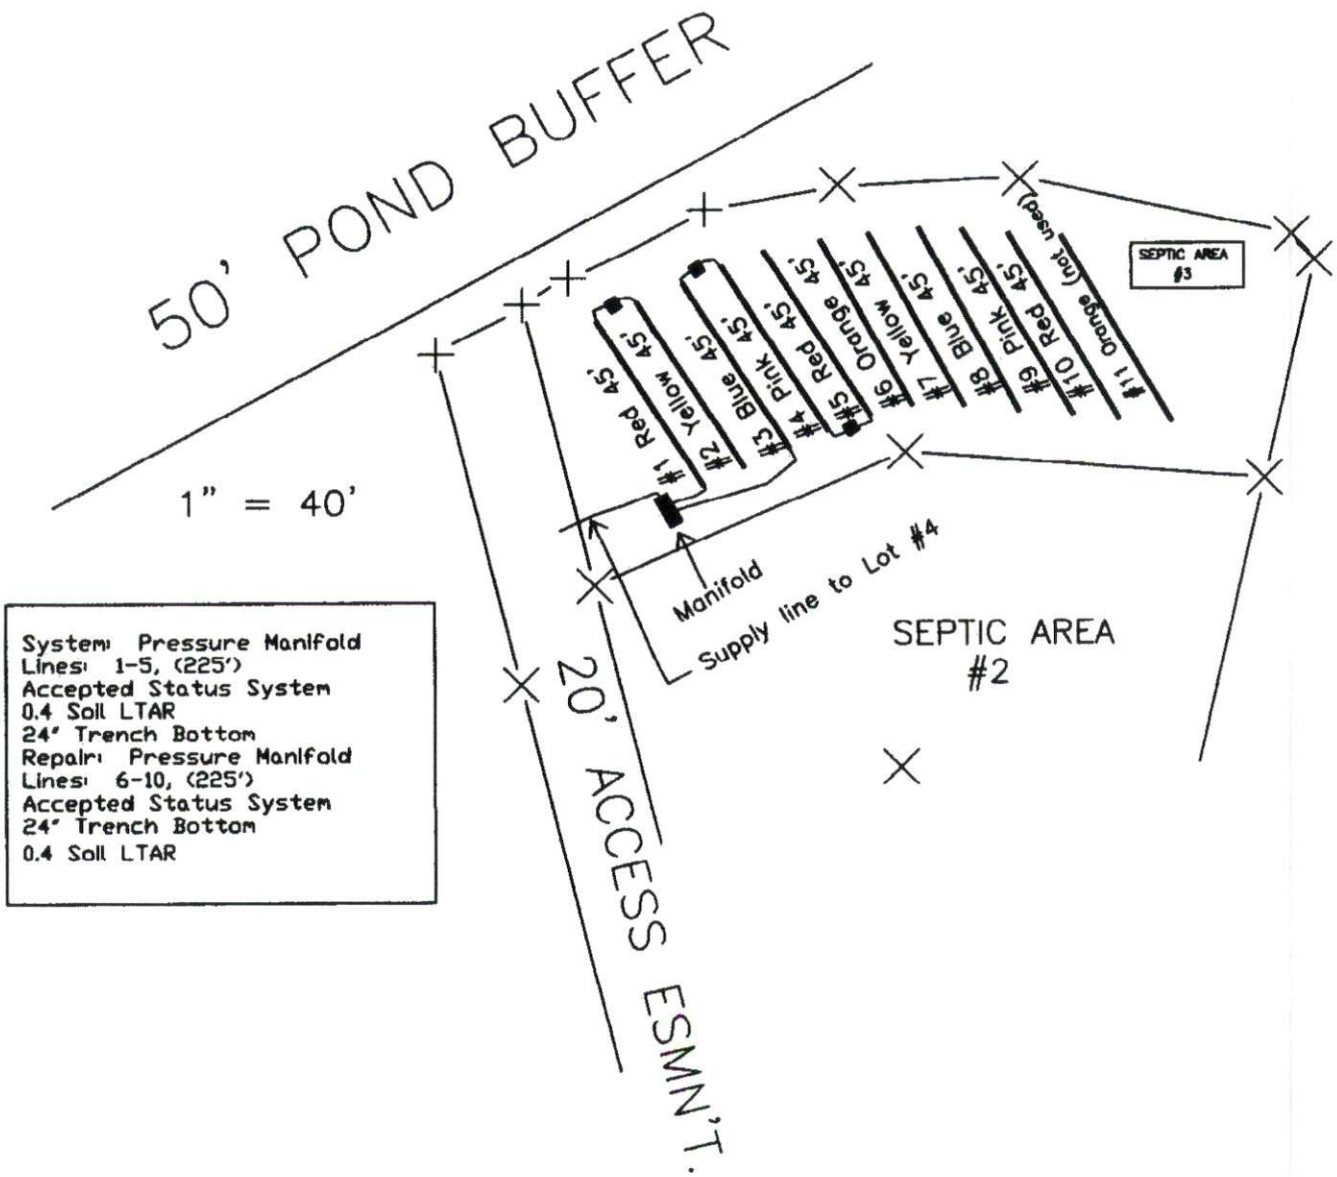 50' POND BUFFER
SEPTIC AREA
#3
#1 Red 45'
#2 Yellow 45'
#3 Blue 45'
#4 Pink 45'
#5 Red 45'
#6 Orange 45'
#7 Yellow 45'
#8 Blue 45'
#9 Pink 45'
#10 Red 45'
#11 Orange (not used)
1" = 40'
Manifold
Supply line to Lot #4
SEPTIC AREA
#2
System: Pressure Manifold
Lines: 1-5, (225')
Accepted Status System
0.4 Soil LTAR
24" Trench Bottom
Repair: Pressure Manifold
Lines: 6-10, (225')
Accepted Status System
24" Trench Bottom
0.4 Soil LTAR
20' ACCESS ESMN'T.